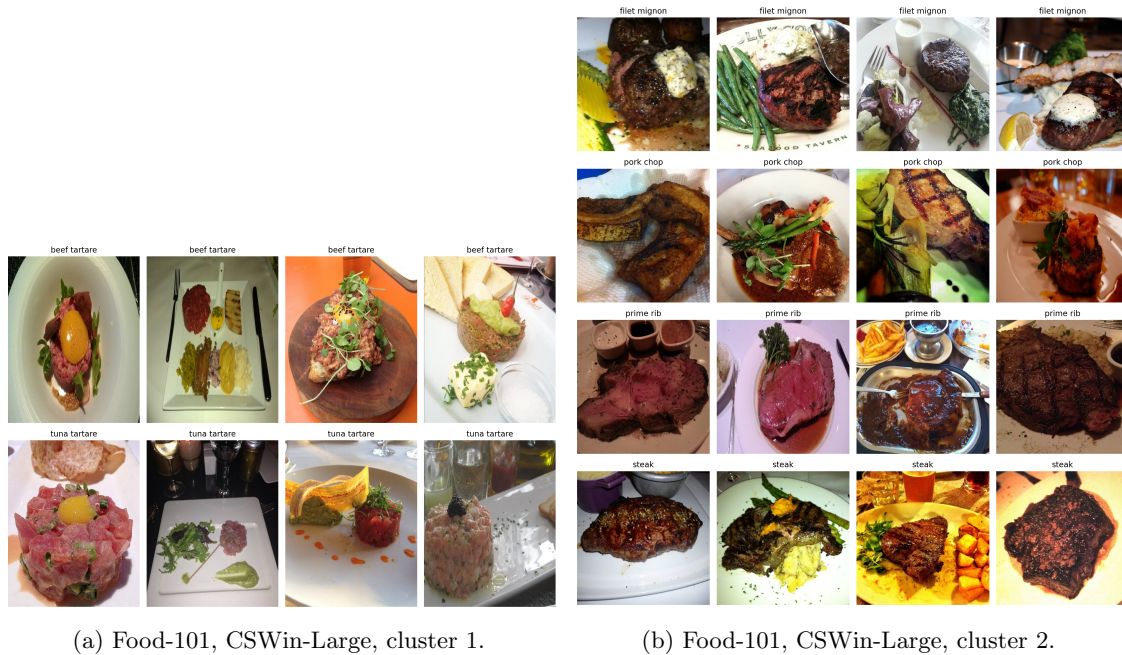 beef tartare beef tartare beef tartare beef tartare
tuna tartare tuna tartare tuna tartare tuna tartare
(a) Food-101, CSWin-Large, cluster 1.
filet mignon filet mignon filet mignon filet mignon
pork chop pork chop pork chop pork chop
prime rib prime rib prime rib prime rib
steak steak steak steak
(b) Food-101, CSWin-Large, cluster 2.
TAVERN